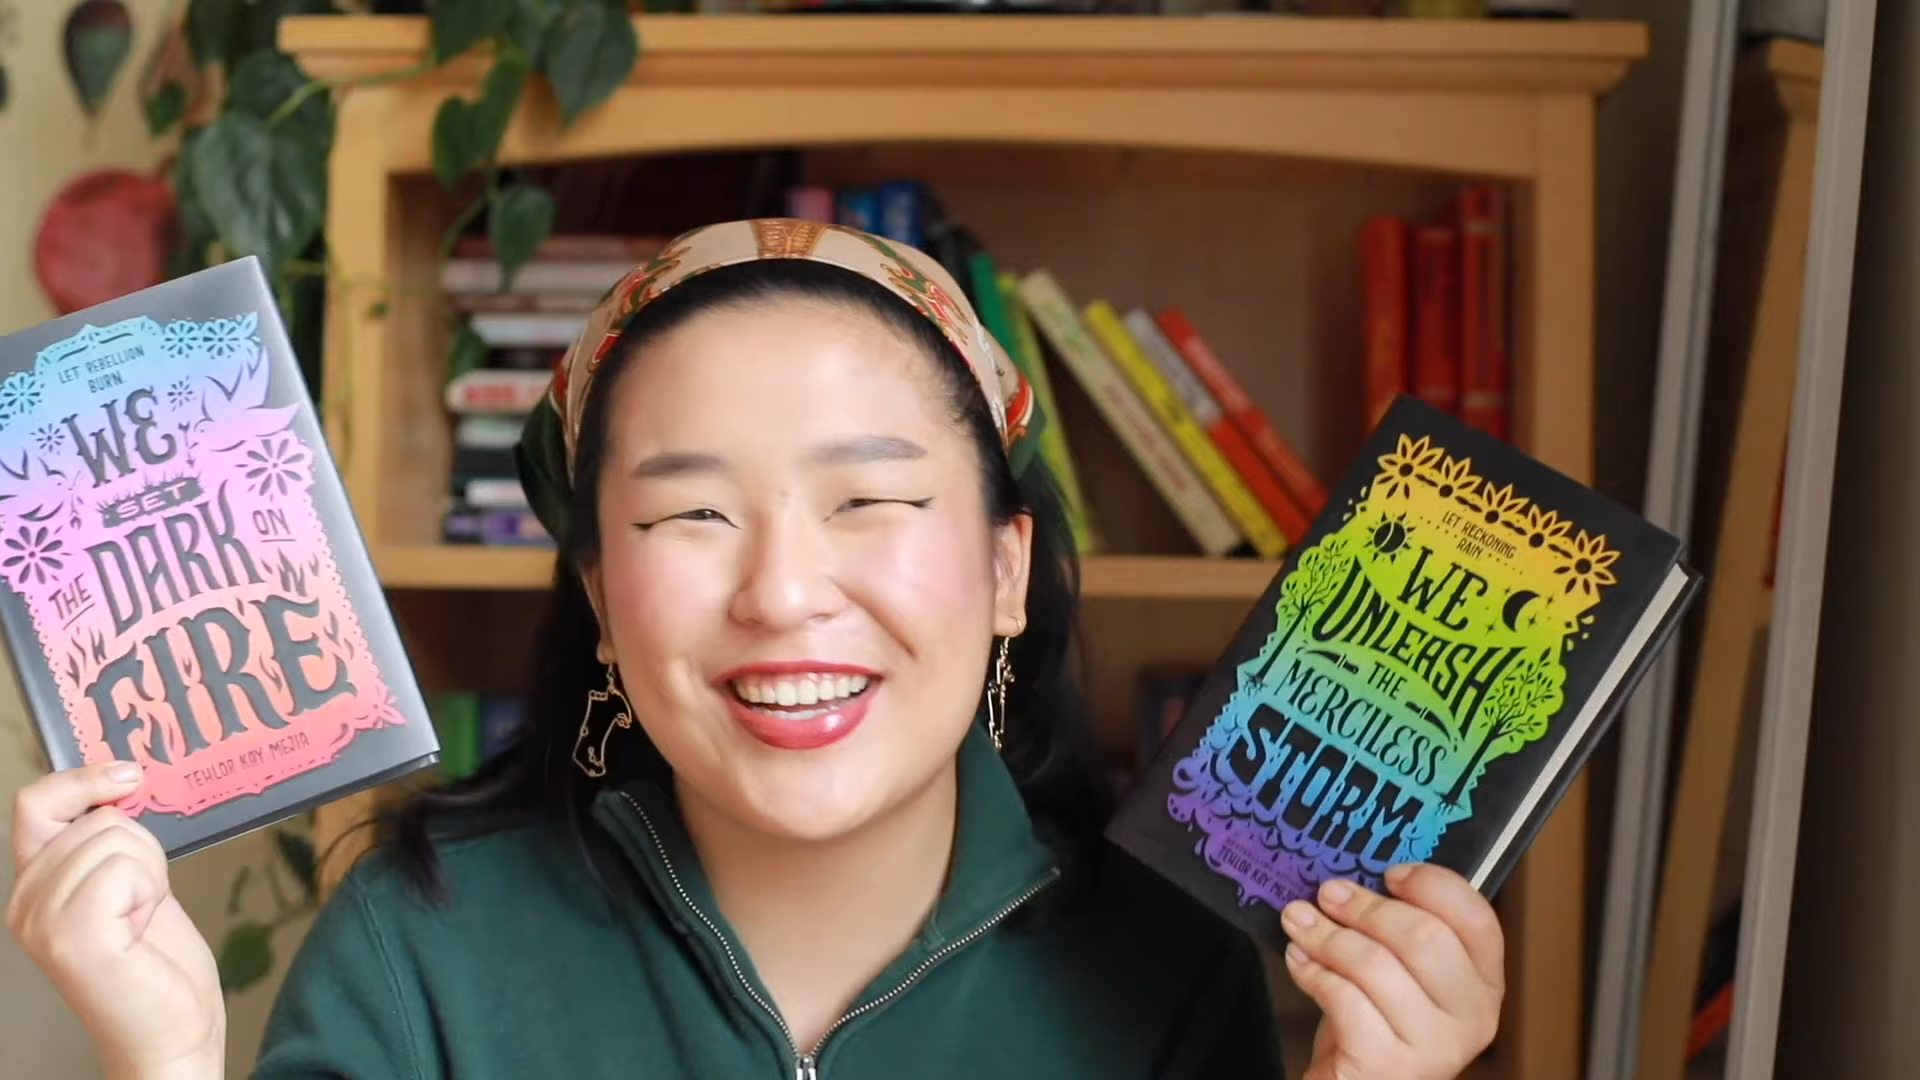 LET REBELLION
BURN.
WE
SET
THE DARK ON
FIRE
TEHLOR KAY MEJIA
LET RECKONING
RAIN.
WE
UNLEASH
THE
MERCILESS
STORM
TEHLOR KAY